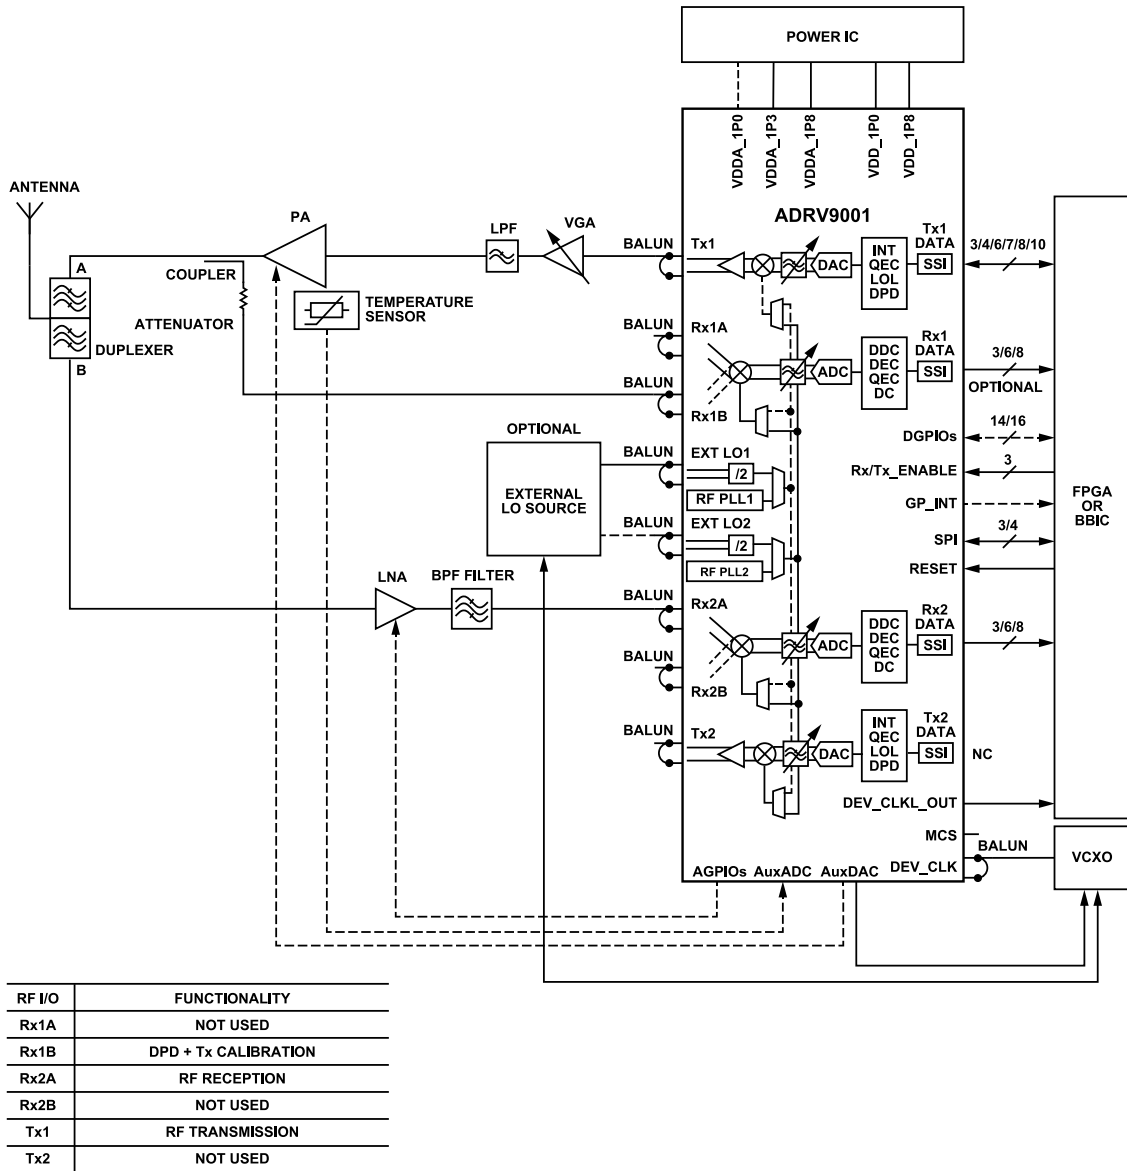 POWER IC
VDDA_1P0
VDDA_1P3
VDDA_1P8
VDD_1P0
VDD_1P8
ADRV9001
ANTENNA
PA
LPF
VGA
BALUN
Tx1
DAC
INT
QEC
LOL
DPD
Tx1
DATA
SSI
3/4/6/7/8/10
A
COUPLER
ATTENUATOR
TEMPERATURE
SENSOR
DUPLEXER
B
BALUN
Rx1A
BALUN
Rx1B
ADC
DDC
DEC
QEC
DC
Rx1
DATA
SSI
3/6/8
OPTIONAL
DGPIOs
14/16
Rx/Tx_ENABLE
3
GP_INT
SPI
3/4
RESET
FPGA
OR
BBIC
OPTIONAL
EXTERNAL
LO SOURCE
BALUN
EXT LO1
/2
RF PLL1
BALUN
EXT LO2
/2
RF PLL2
LNA
BPF FILTER
BALUN
Rx2A
BALUN
Rx2B
ADC
DDC
DEC
QEC
DC
Rx2
DATA
SSI
3/6/8
BALUN
Tx2
DAC
INT
QEC
LOL
DPD
Tx2
DATA
SSI
NC
DEV_CLKL_OUT
MCS
DEV_CLK
BALUN
VCXO
AGPIOs AuxADC AuxDAC
RF I/O FUNCTIONALITY
Rx1A NOT USED
Rx1B DPD + Tx CALIBRATION
Rx2A RF RECEPTION
Rx2B NOT USED
Tx1 RF TRANSMISSION
Tx2 NOT USED